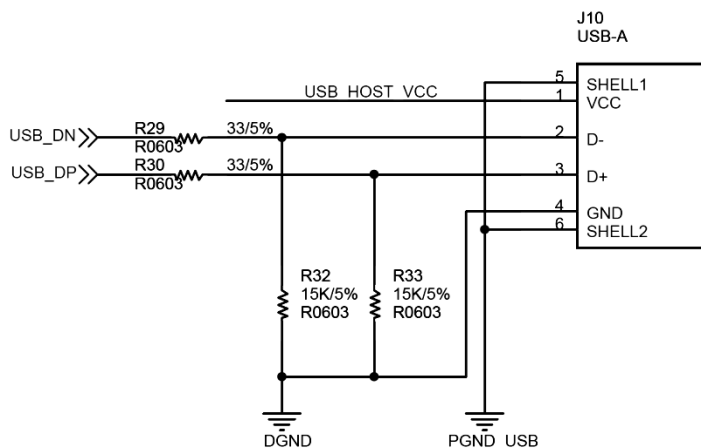 J10
USB-A
5
SHELL1
USB_HOST_VCC
1
VCC
USB_DN
R29
33/5%
R0603
2
D-
USB_DP
R30
33/5%
R0603
3
D+
4
GND
6
SHELL2
R32
15K/5%
R0603
R33
15K/5%
R0603
DGND
PGND_USB